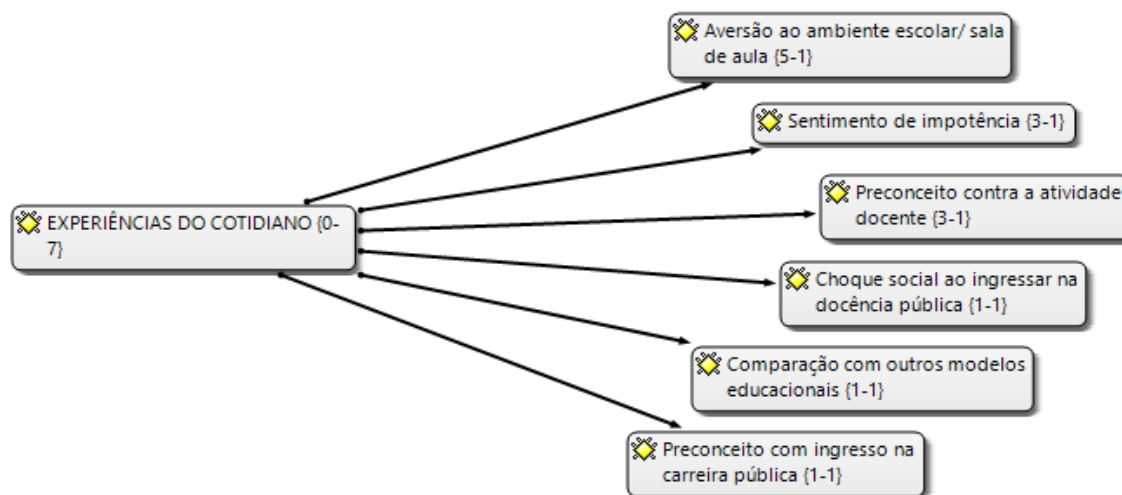 Aversão ao ambiente escolar/ sala
de aula {5-1}
Sentimento de impotência {3-1}
Preconceito contra a atividade
docente {3-1}
EXPERIÊNCIAS DO COTIDIANO {0-
7}
Choque social ao ingressar na
docência pública {1-1}
Comparação com outros modelos
educacionais {1-1}
Preconceito com ingresso na
carreira pública {1-1}